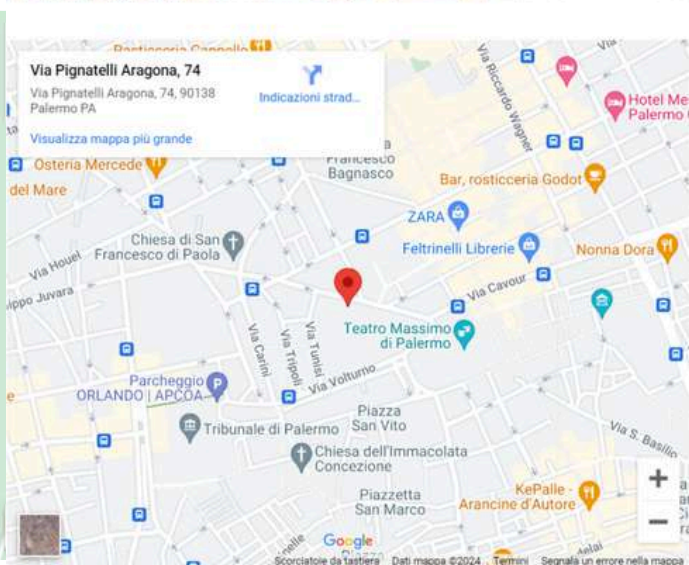 Pasticceria Cappello
Via Pignatelli Aragona, 74
Via Pignatelli Aragona, 74, 90138
Palermo PA
Indicazioni strad...
Visualizza mappa più grande
Via Riccardo Wagner
Hotel Me
Palermo
Osteria Mercede
del Mare
Francesco
Bagnasco
Bar, rosticceria Godot
ZARA
Chiesa di San
Francesco di Paola
Feltrinelli Librerie
Nonna Dora
Via Houel
ippo Juvara
Via Cavour
Teatro Massimo
di Palermo
Via Carini
Via Tripoli
Via Tunisi
Via Volturno
Parcheggio
ORLANDO | APCOA
P
Piazza
San Vito
Tribunale di Palermo
Via S. Basilio
Chiesa dell'Immacolata
Concezione
Piazzetta
San Marco
KePalle -
Arancine d'Autore
+
−
Google
Scorciatoie da tastiera
Dati mappa ©2024
Termini
Segnala un errore nella mappa